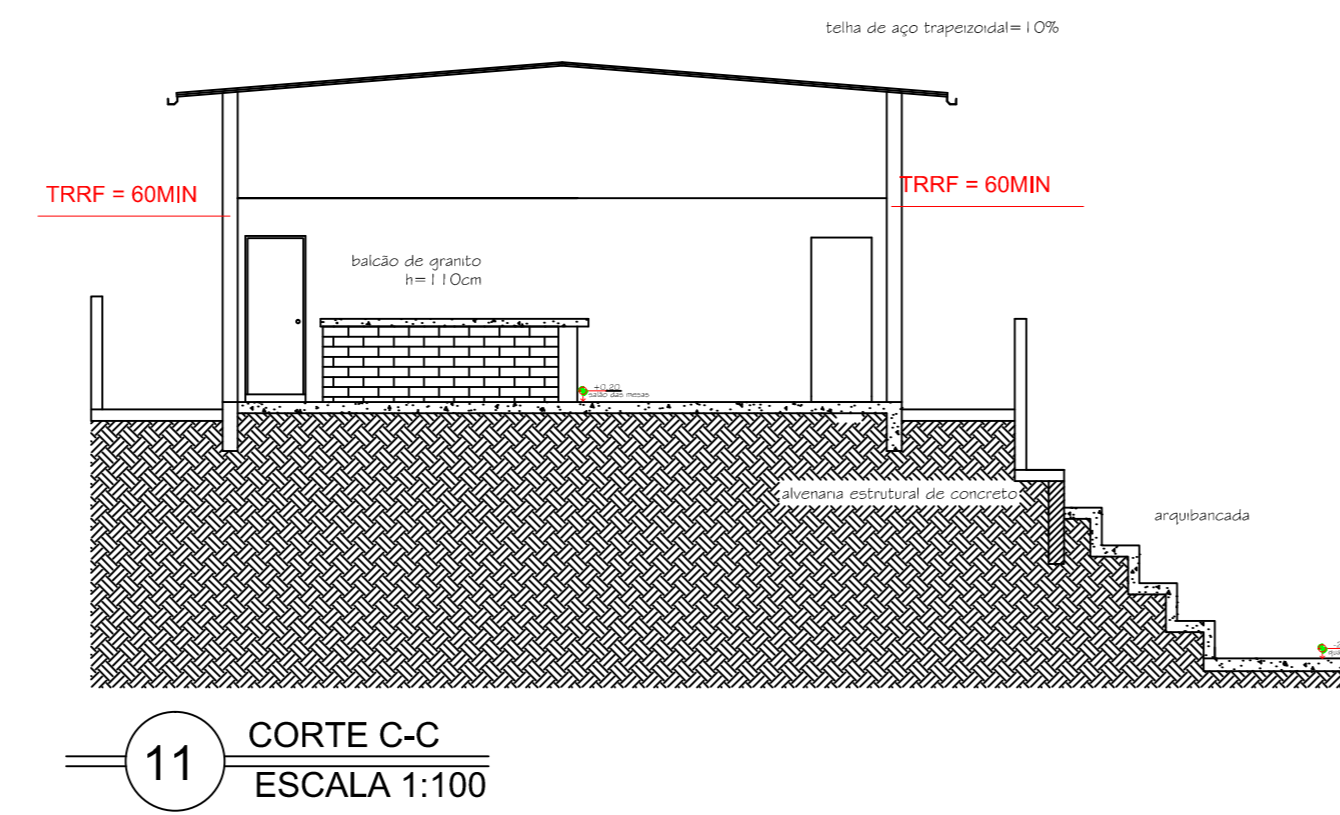 telha de aço trapeizoidal=10%
TRRF = 60MIN
TRRF = 60MIN
balcão de granito
h=110cm
+0,20
salão das mesas
alvenaria estrutural de concreto
arquibancada
11
CORTE C-C
ESCALA 1:100